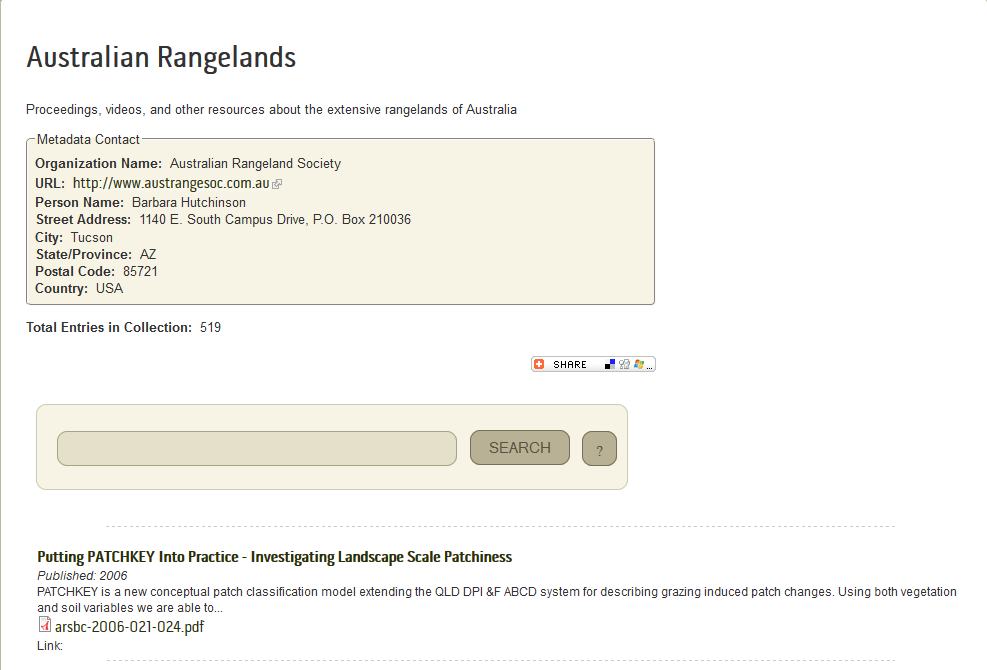 Australian Rangelands
Proceedings, videos, and other resources about the extensive rangelands of Australia
Metadata Contact
Organization Name: Australian Rangeland Society
URL: http://www.austrangesoc.com.au
Person Name: Barbara Hutchinson
Street Address: 1140 E. South Campus Drive, P.O. Box 210036
City: Tucson
State/Province: AZ
Postal Code: 85721
Country: USA
Total Entries in Collection: 519
SHARE ...
SEARCH ?
Putting PATCHKEY Into Practice - Investigating Landscape Scale Patchiness
Published: 2006
PATCHKEY is a new conceptual patch classification model extending the QLD DPI &F ABCD system for describing grazing induced patch changes. Using both vegetation
and soil variables we are able to...
arsbc-2006-021-024.pdf
Link: